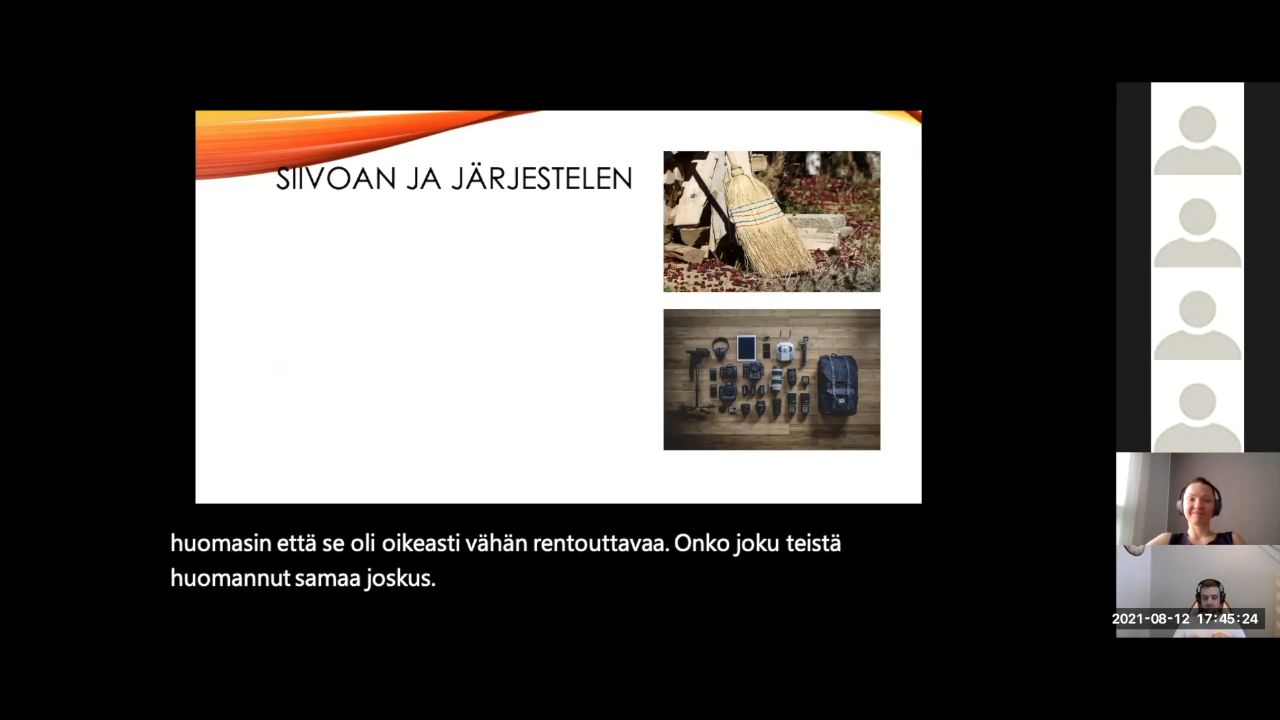 SIIVOAN JA JÄRJESTELEN
huomasin että se oli oikeasti vähän rentouttavaa. Onko joku teistä
huomannut samaa joskus.
2021-08-12 17:45:24